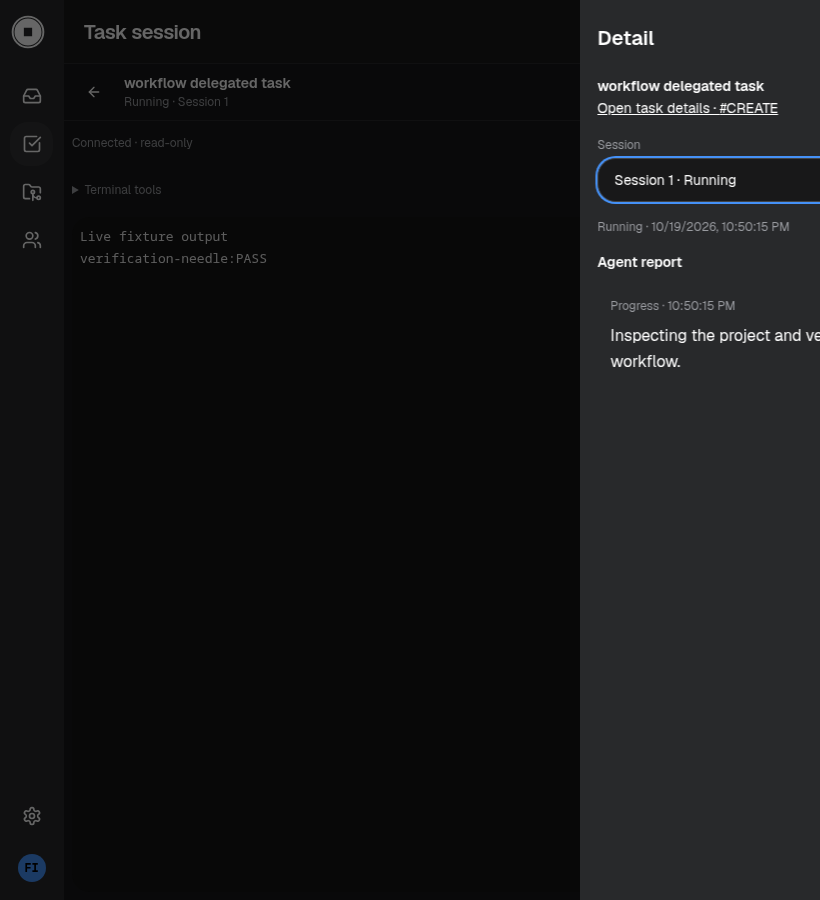 Task session
workflow delegated task
Running · Session 1
Connected · read-only
Terminal tools
Live fixture output
verification-needle:PASS
FI
Detail
workflow delegated task
Open task details · #CREATE
Session
Session 1 · Running
Running · 10/19/2026, 10:50:15 PM
Agent report
Progress · 10:50:15 PM
Inspecting the project and
workflow.